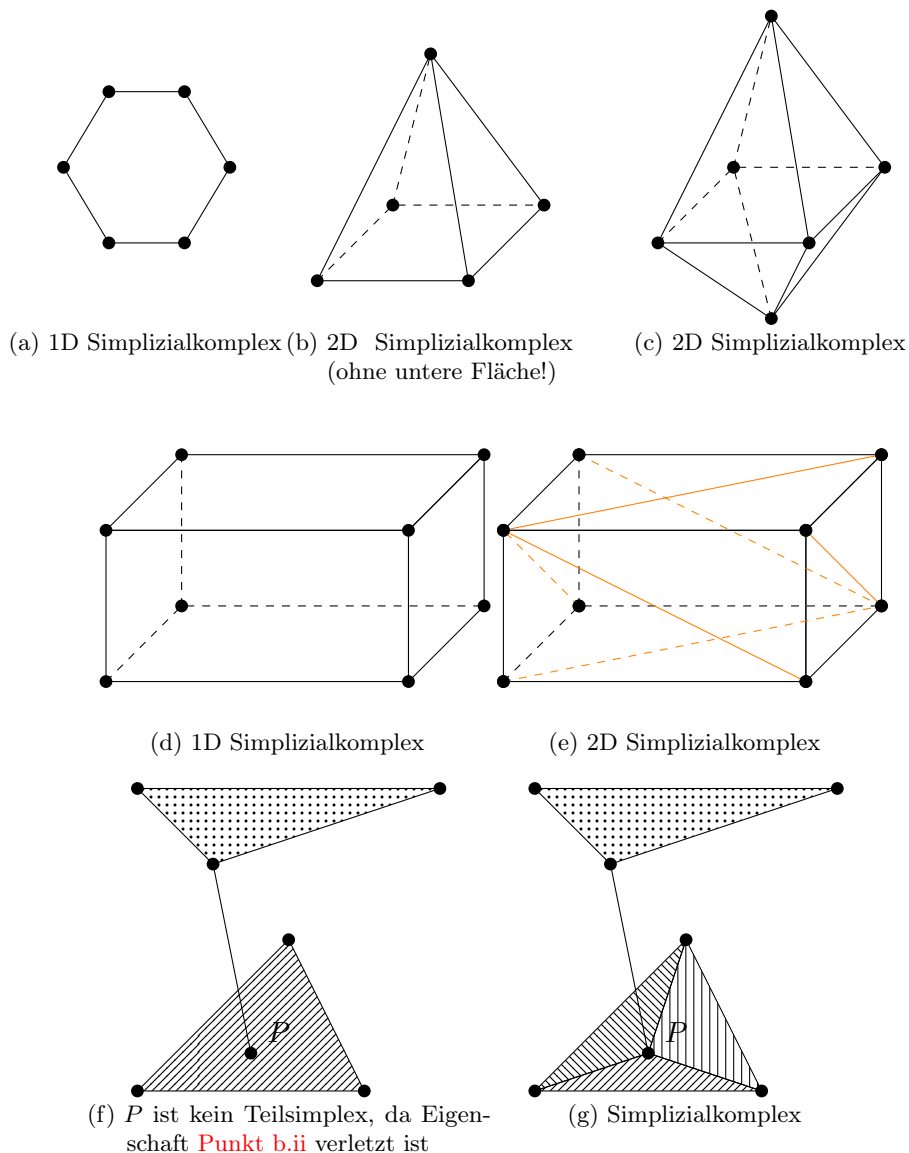 (a) 1D Simplizialkomplex
(b) 2D Simplizialkomplex
(ohne untere Fläche!)
(c) 2D Simplizialkomplex
(d) 1D Simplizialkomplex
(e) 2D Simplizialkomplex
P
P
(f) P ist kein Teilsimplex, da Eigen-
schaft Punkt b.ii verletzt ist
(g) Simplizialkomplex